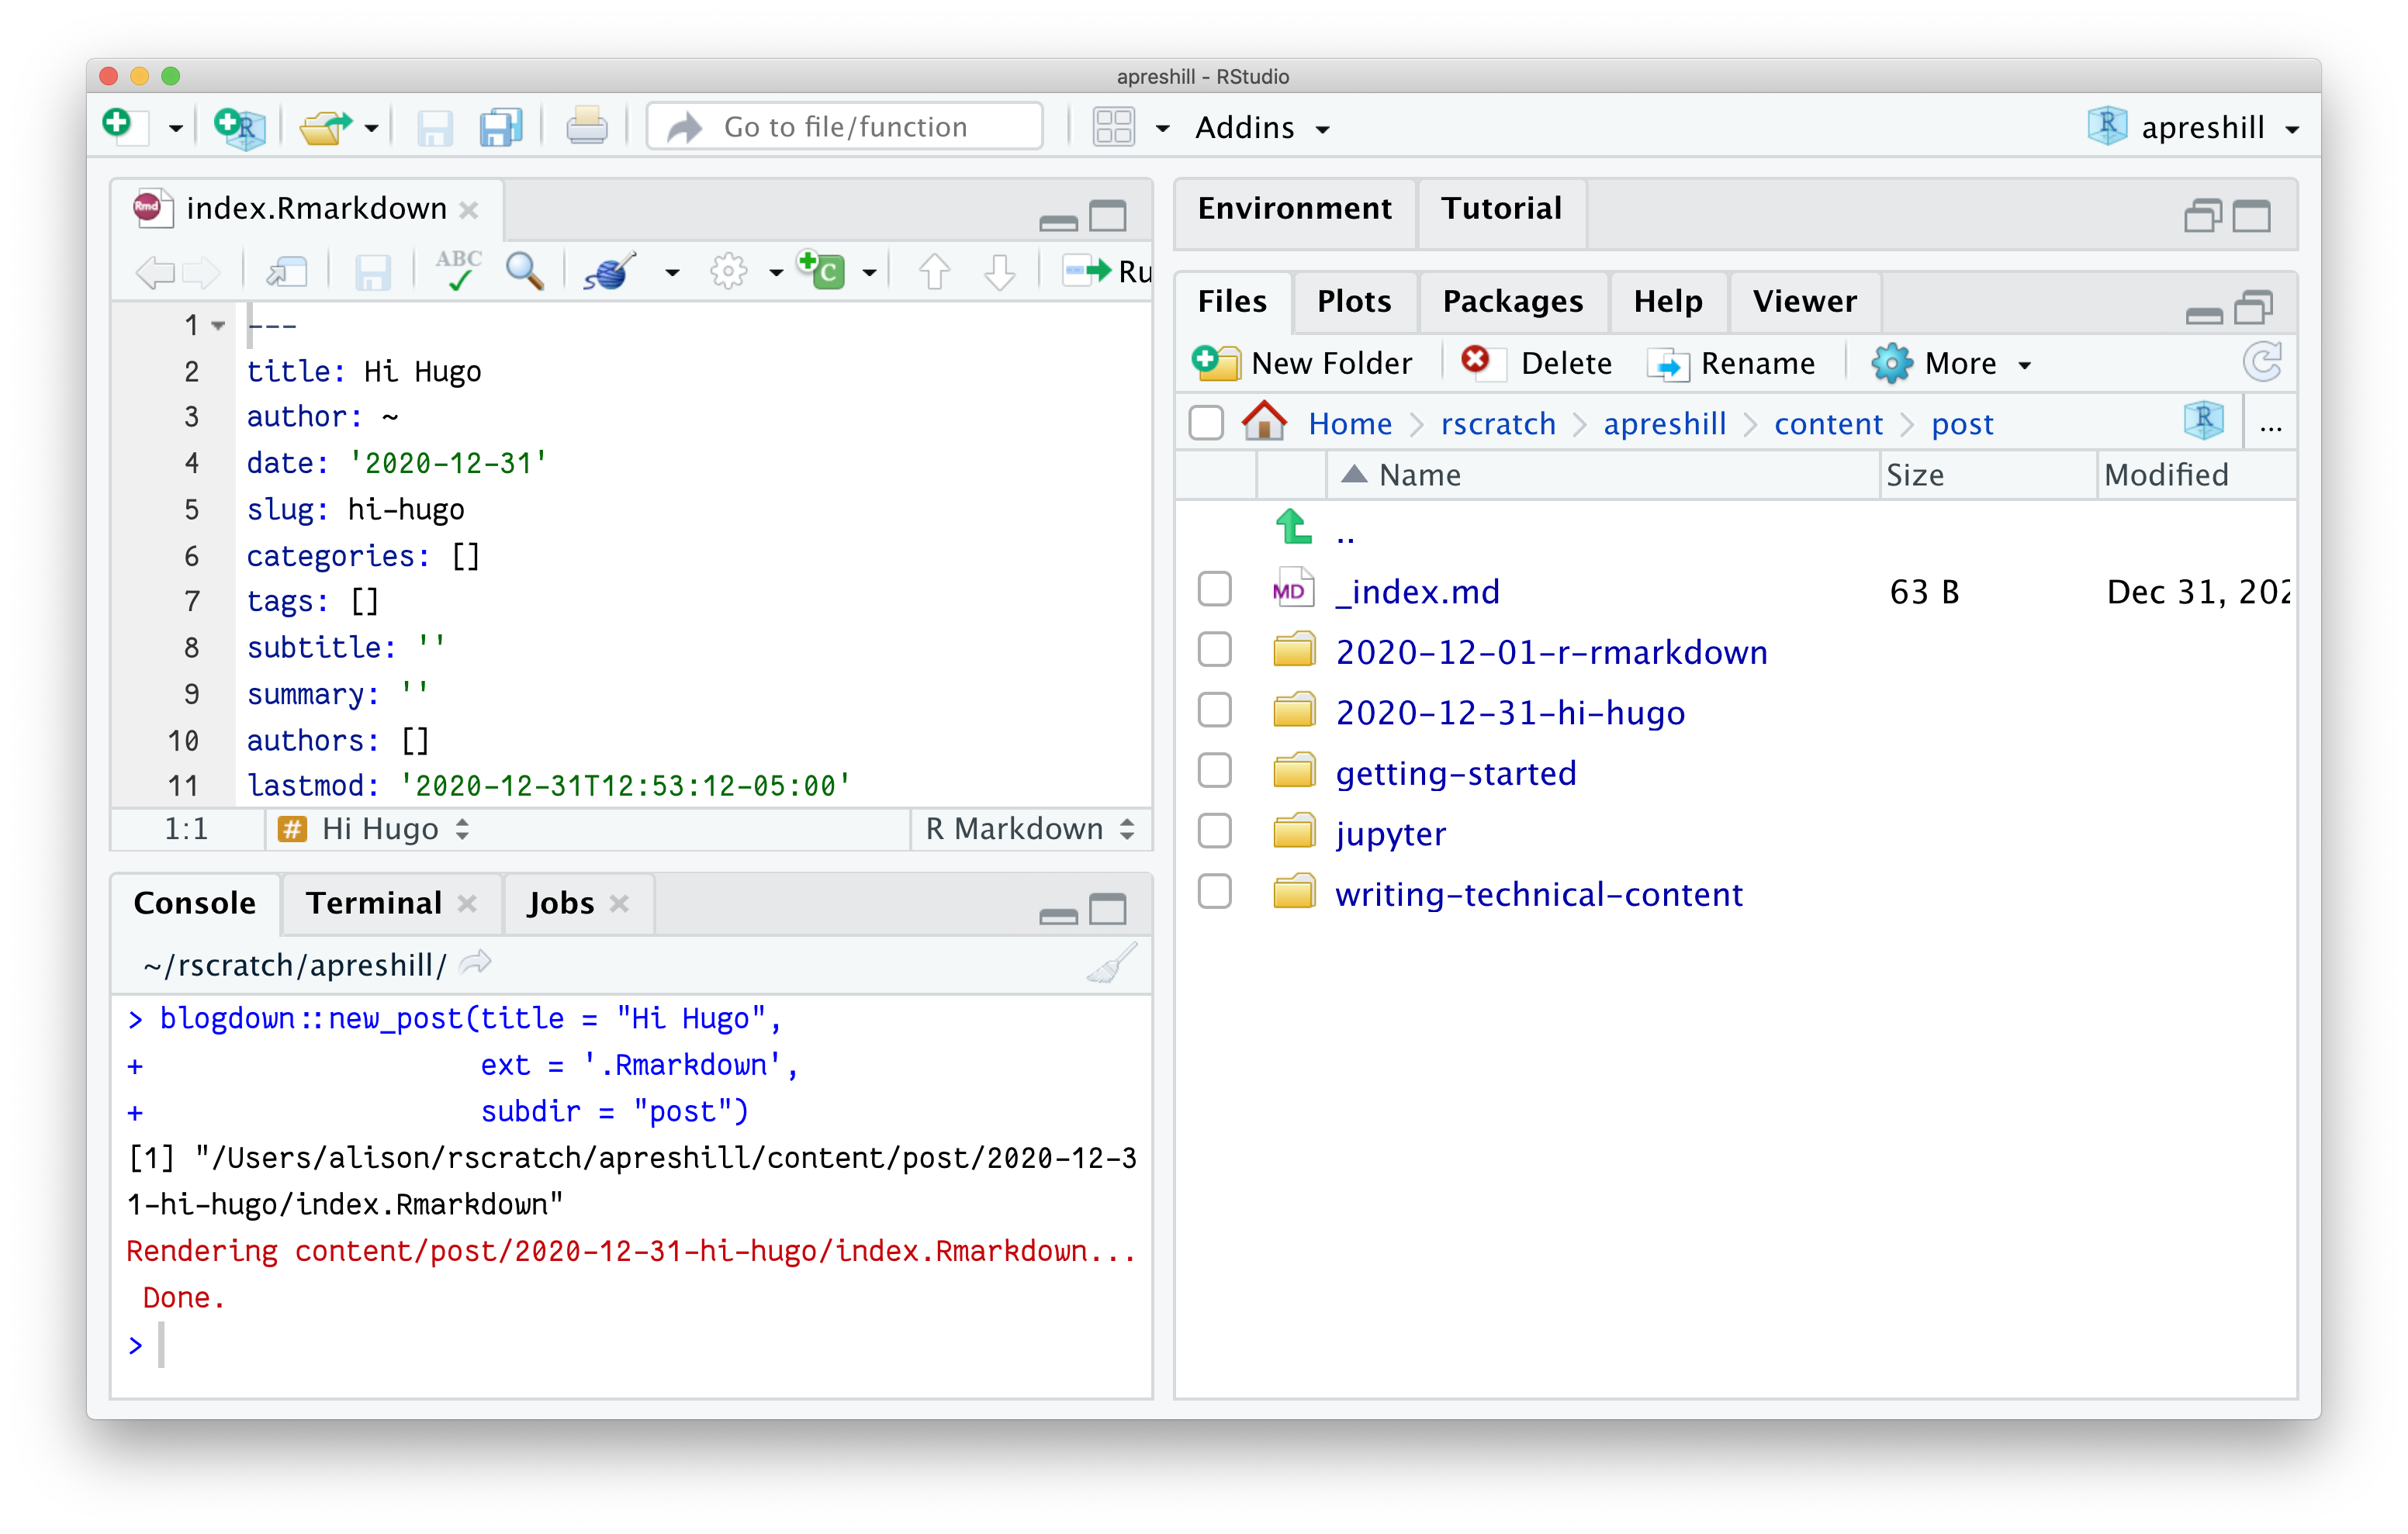 apreshill - RStudio
Go to file/function
Addins
apreshill
index.Rmarkdown
ABC
Ru
1 ---
2 title: Hi Hugo
3 author: ~
4 date: '2020-12-31'
5 slug: hi-hugo
6 categories: []
7 tags: []
8 subtitle: ''
9 summary: ''
10 authors: []
11 lastmod: '2020-12-31T12:53:12-05:00'
1:1 # Hi Hugo R Markdown
Console Terminal Jobs
~/rscratch/apreshill/
> blogdown::new_post(title = "Hi Hugo",
+ ext = '.Rmarkdown',
+ subdir = "post")
[1] "/Users/alison/rscratch/apreshill/content/post/2020-12-3
1-hi-hugo/index.Rmarkdown"
Rendering content/post/2020-12-31-hi-hugo/index.Rmarkdown...
Done.
>
Environment Tutorial
Files Plots Packages Help Viewer
New Folder Delete Rename More
Home rscratch apreshill content post ...
Name Size Modified
..
MD _index.md 63 B Dec 31, 202
2020-12-01-r-rmarkdown
2020-12-31-hi-hugo
getting-started
jupyter
writing-technical-content